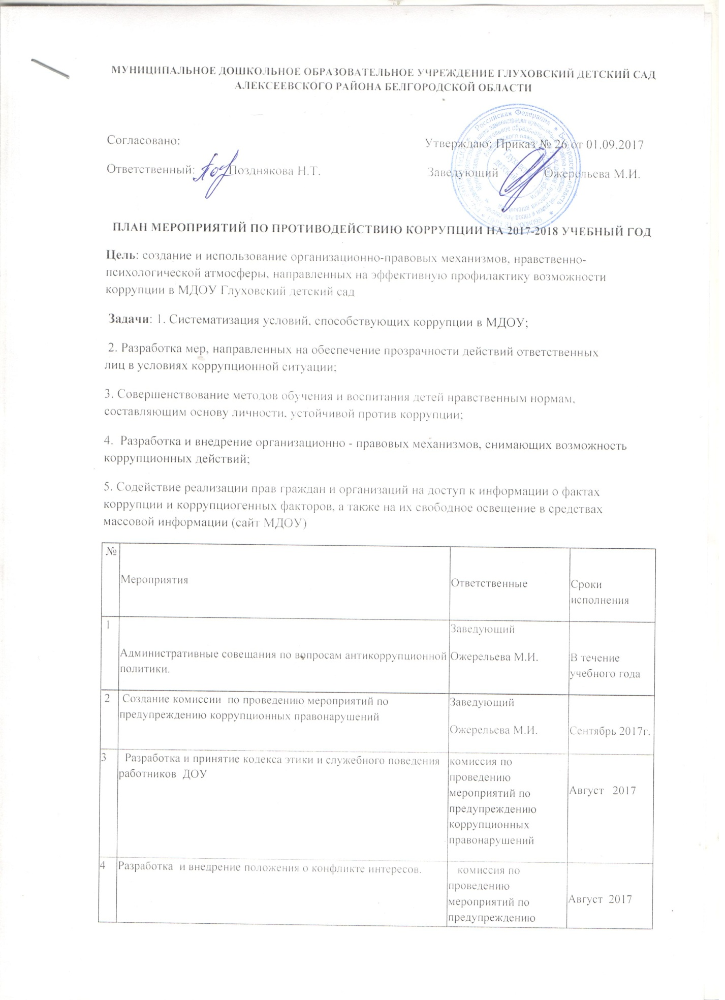 МУНИЦИПАЛЬНОЕ ДОШКОЛЬНОЕ ОБРАЗОВАТЕЛЬНОЕ УЧРЕЖДЕНИЕ ГЛУХОВСКИЙ ДЕТСКИЙ САД
АЛЕКСЕЕВСКОГО РАЙОНА БЕЛГОРОДСКОЙ ОБЛАСТИ
Согласовано:
Утверждаю: Приказ № 26 от 01.09.2017
Ответственный: Позднякова Н.Т.
Заведующий Ожерельева М.И.
Российская Федерация * Белгородская область *
Глуховский
детский
ПЛАН МЕРОПРИЯТИЙ ПО ПРОТИВОДЕЙСТВИЮ КОРРУПЦИИ НА 2017-2018 УЧЕБНЫЙ ГОД
Цель: создание и использование организационно-правовых механизмов, нравственно-
психологической атмосферы, направленных на эффективную профилактику возможности
коррупции в МДОУ Глуховский детский сад
Задачи: 1. Систематизация условий, способствующих коррупции в МДОУ;
2. Разработка мер, направленных на обеспечение прозрачности действий ответственных
лиц в условиях коррупционной ситуации;
3. Совершенствование методов обучения и воспитания детей нравственным нормам,
составляющим основу личности, устойчивой против коррупции;
4. Разработка и внедрение организационно - правовых механизмов, снимающих возможность
коррупционных действий;
5. Содействие реализации прав граждан и организаций на доступ к информации о фактах
коррупции и коррупциогенных факторов, а также на их свободное освещение в средствах
массовой информации (сайт МДОУ)
№
Мероприятия
Ответственные
Сроки
исполнения
1
Административные совещания по вопросам антикоррупционной
политики.
Заведующий
Ожерельева М.И.
В течение
учебного года
2
Создание комиссии по проведению мероприятий по
предупреждению коррупционных правонарушений
Заведующий
Ожерельева М.И.
Сентябрь 2017г.
3
Разработка и принятие кодекса этики и служебного поведения
работников ДОУ
комиссия по
проведению
мероприятий по
предупреждению
коррупционных
правонарушений
Август 2017
4
Разработка и внедрение положения о конфликте интересов.
комиссия по
проведению
мероприятий по
предупреждению
Август 2017